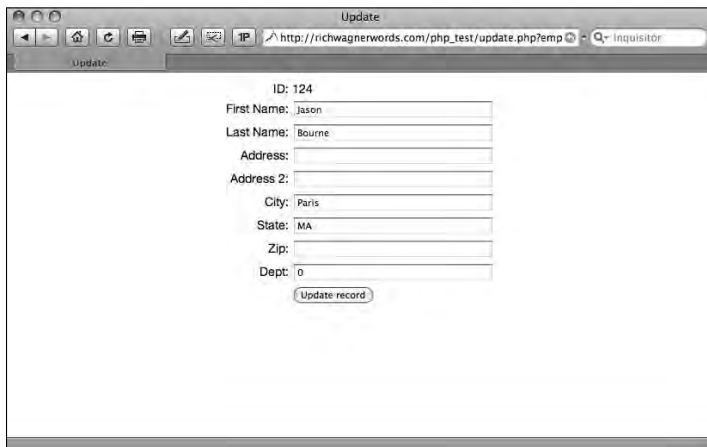 Update
1P
http://richwagnerwords.com/php_test/update.php?emp
Inquisitor
Update
ID: 124
First Name: Jason
Last Name: Bourne
Address:
Address 2:
City: Paris
State: MA
Zip:
Dept: 0
Update record